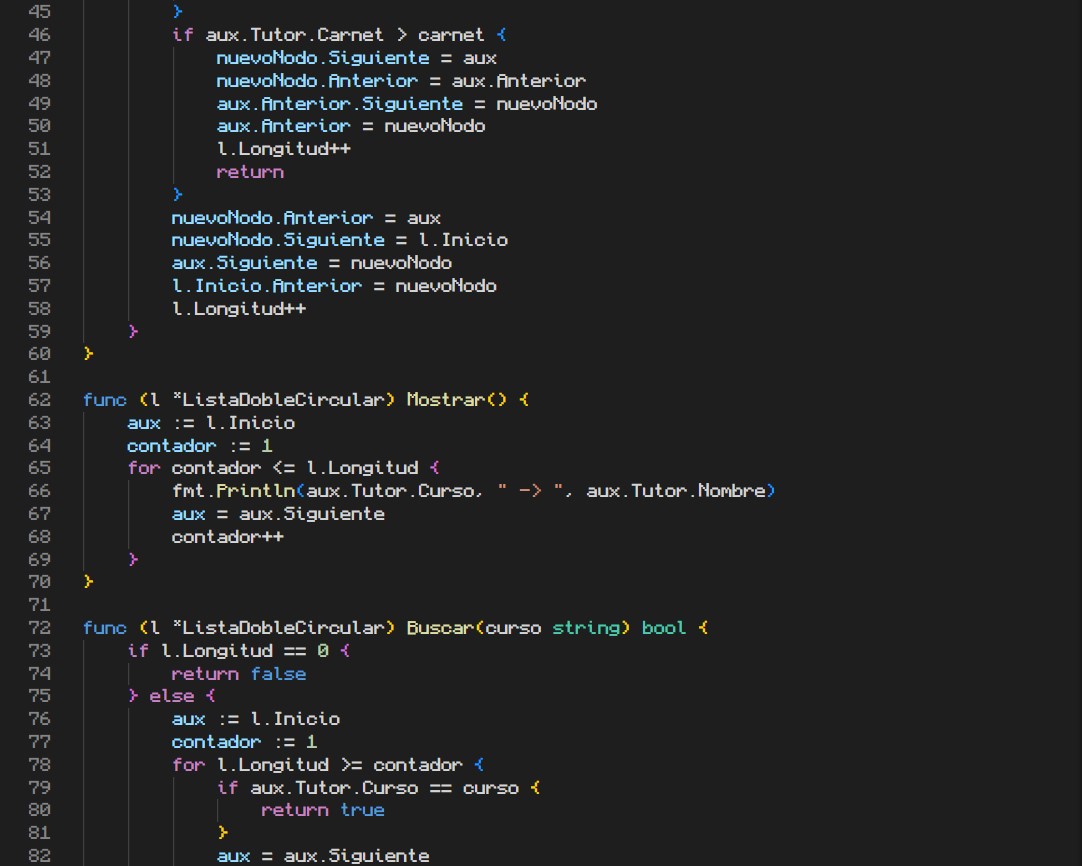 45 }
46 if aux.Tutor.Carnet > carnet {
47 nuevoNodo.Siguiente = aux
48 nuevoNodo.Anterior = aux.Anterior
49 aux.Anterior.Siguiente = nuevoNodo
50 aux.Anterior = nuevoNodo
51 l.Longitud++
52 return
53 }
54 nuevoNodo.Anterior = aux
55 nuevoNodo.Siguiente = l.Inicio
56 aux.Siguiente = nuevoNodo
57 l.Inicio.Anterior = nuevoNodo
58 l.Longitud++
59 }
60 }
61
62 func (l *ListaDobleCircular) Mostrar() {
63 aux := l.Inicio
64 contador := 1
65 for contador <= l.Longitud {
66 fmt.Println(aux.Tutor.Curso, " -> ", aux.Tutor.Nombre)
67 aux = aux.Siguiente
68 contador++
69 }
70 }
71
72 func (l *ListaDobleCircular) Buscar(curso string) bool {
73 if l.Longitud == 0 {
74 return false
75 } else {
76 aux := l.Inicio
77 contador := 1
78 for l.Longitud >= contador {
79 if aux.Tutor.Curso == curso {
80 return true
81 }
82 aux = aux.Siguiente